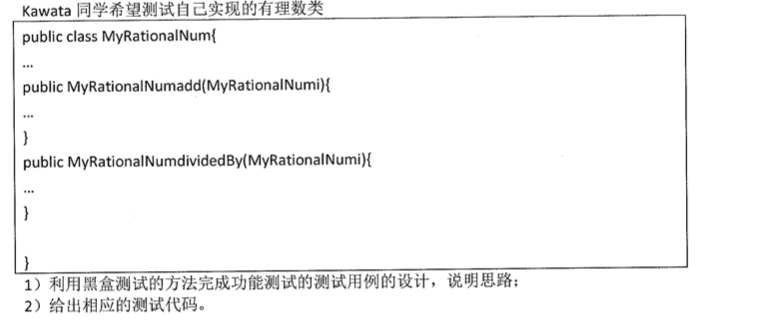 Kawata 同学希望测试自己实现的有理数类
public class MyRationalNum{
...
public MyRationalNumadd(MyRationalNumi){
...
}
public MyRationalNumdividedBy(MyRationalNumi){
...
}
}
1）利用黑盒测试的方法完成功能测试的测试用例的设计，说明思路；
2）给出相应的测试代码。